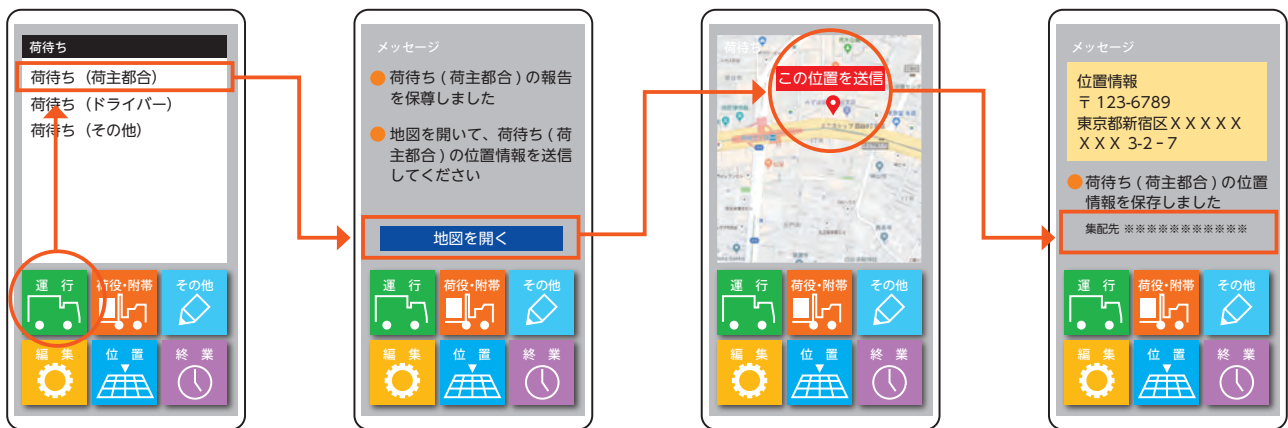 荷待ち
荷待ち（荷主都合）
荷待ち（ドライバー）
荷待ち（その他）
運 行
荷役・附帯
その他
編 集
位 置
終 業
メッセージ
荷待ち ( 荷主都合 ) の報告
を保尊しました
地図を開いて、荷待ち ( 荷
主都合 ) の位置情報を送信
してください
地図を開く
運 行
荷役・附帯
その他
編 集
位 置
終 業
荷待ち
この位置を送信
運 行
荷役・附帯
その他
編 集
位 置
終 業
メッセージ
位置情報
〒 123-6789
東京都新宿区ＸＸＸＸＸ
ＸＸＸ 3-2－7
荷待ち ( 荷主都合 ) の位置
情報を保存しました
集配先 ※※※※※※※※※※※
運 行
荷役・附帯
その他
編 集
位 置
終 業